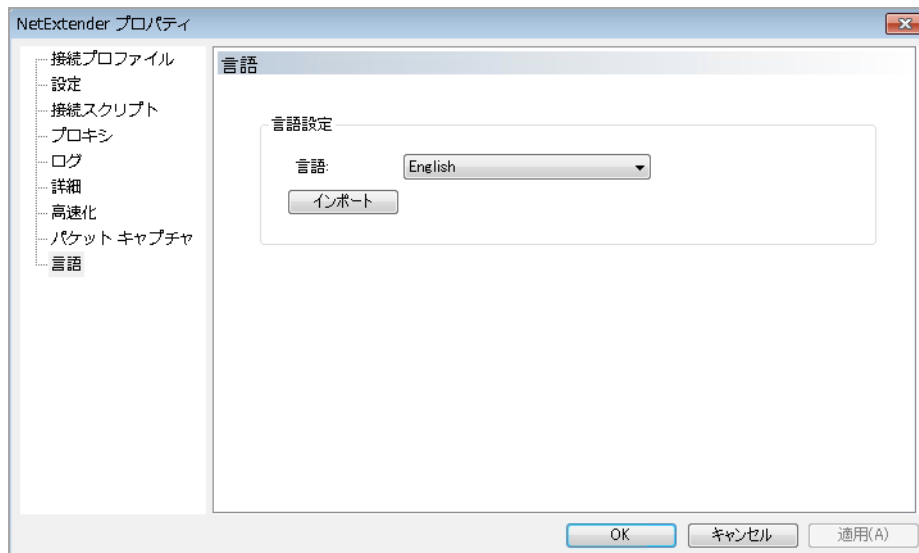 NetExtender プロパティ
接続プロファイル
設定
接続スクリプト
プロキシ
ログ
詳細
高速化
パケット キャプチャ
言語
言語
言語設定
言語:
English
インポート
OK
キャンセル
適用(A)